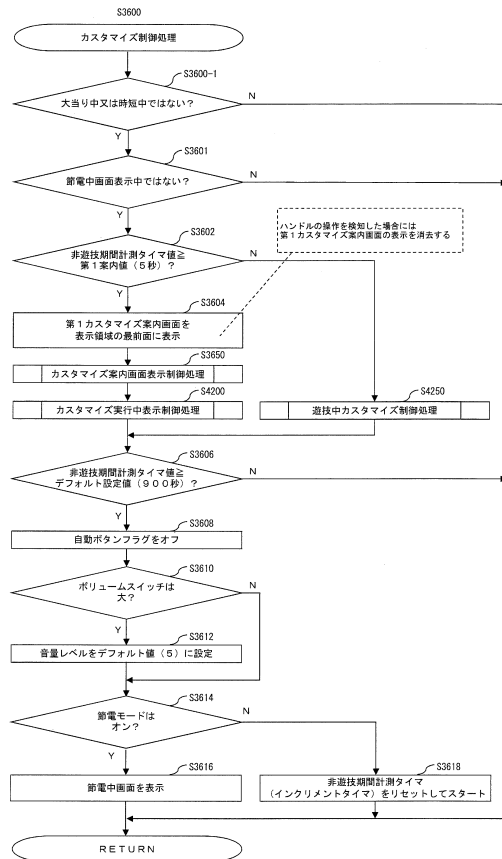 S3600
カスタマイズ制御処理
S3600-1
大当り中又は時短中ではない？
N
Y
S3601
節電中画面表示中ではない？
N
Y
ハンドルの操作を検知した場合には
第１カスタマイズ案内画面の表示を消去する
S3602
非遊技期間計測タイマ値≧
第１案内値（５秒）？
N
Y
S3604
第１カスタマイズ案内画面を
表示領域の最前面に表示
S3650
カスタマイズ案内画面表示制御処理
S4200
カスタマイズ実行中表示制御処理
S4250
遊技中カスタマイズ制御処理
S3606
非遊技期間計測タイマ値≧
デフォルト設定値（９００秒）？
N
Y
S3608
自動ボタンフラグをオフ
S3610
ボリュームスイッチは
大？
N
Y
S3612
音量レベルをデフォルト値（５）に設定
S3614
節電モードは
オン？
N
Y
S3616
節電中画面を表示
S3618
非遊技期間計測タイマ
（インクリメントタイマ）をリセットしてスタート
ＲＥＴＵＲＮ